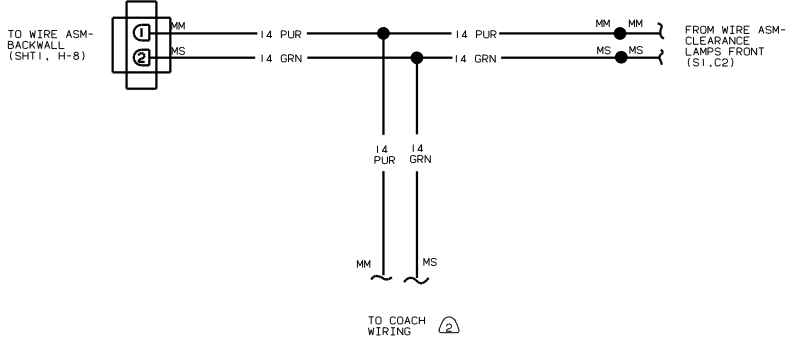 TO WIRE ASM-
BACKWALL
(SHT1, H-8)
1
2
MM
MS
14 PUR
14 GRN
14 PUR
14 GRN
MM MM
MS MS
FROM WIRE ASM-
CLEARANCE
LAMPS FRONT
(S1,C2)
14
PUR
14
GRN
MM
MS
TO COACH
WIRING
2